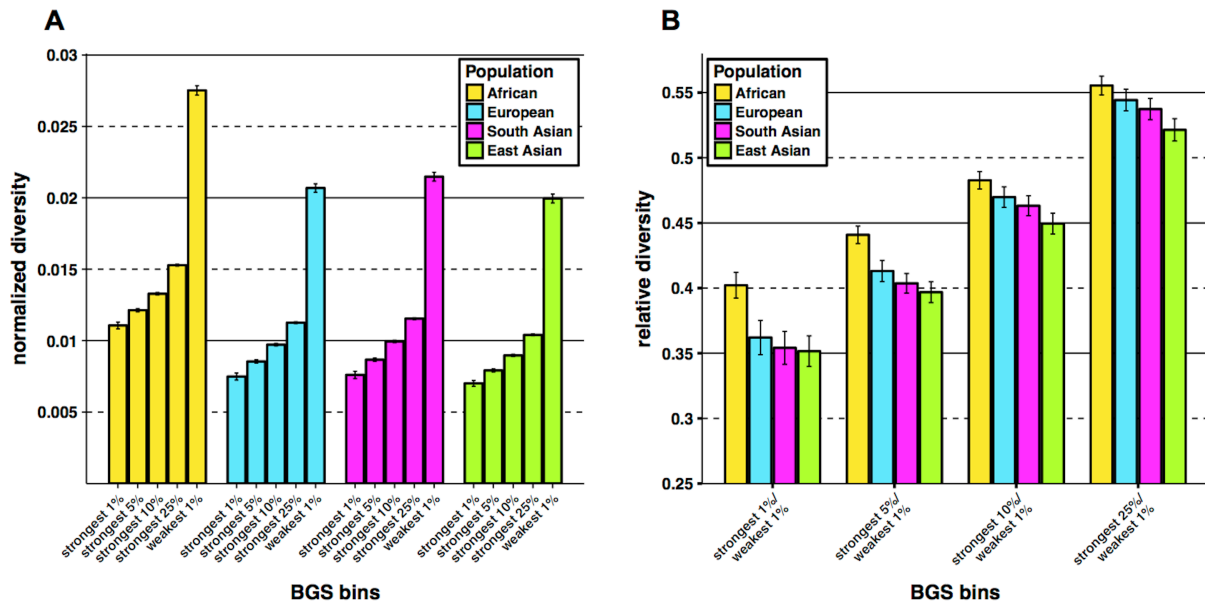 A
normalized diversity
0.03
0.025
0.02
0.015
0.01
0.005
Population
African
European
South Asian
East Asian
strongest 1%
strongest 5%
strongest 10%
strongest 25%
weakest 1%
strongest 1%
strongest 5%
strongest 10%
strongest 25%
weakest 1%
strongest 1%
strongest 5%
strongest 10%
strongest 25%
weakest 1%
strongest 1%
strongest 5%
strongest 10%
strongest 25%
weakest 1%
BGS bins
B
relative diversity
0.55
0.5
0.45
0.4
0.35
0.3
0.25
Population
African
European
South Asian
East Asian
strongest 1%/
weakest 1%
strongest 5%/
weakest 1%
strongest 10%/
weakest 1%
strongest 25%/
weakest 1%
BGS bins